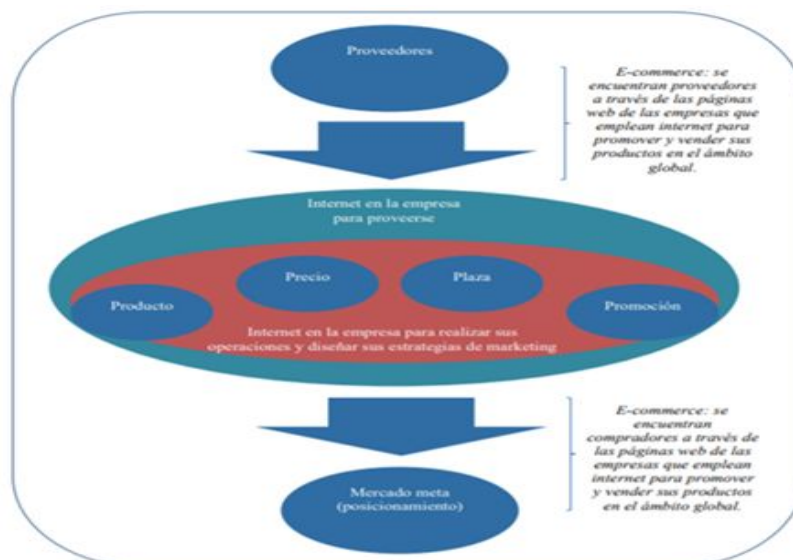 Proveedores
E-commerce: se
encuentran proveedores
a través de las páginas
web de las empresas que
emplean internet para
promover y vender sus
productos en el ámbito
global.
Internet en la empresa
para proveerse
Precio
Plaza
Producto
Promoción
Internet en la empresa para realizar sus
operaciones y diseñar sus estrategias de marketing
E-commerce: se
encuentran
compradores a través de
las páginas web de las
empresas que emplean
internet para promover
y vender sus productos
en el ámbito global.
Mercado meta
(posicionamiento)